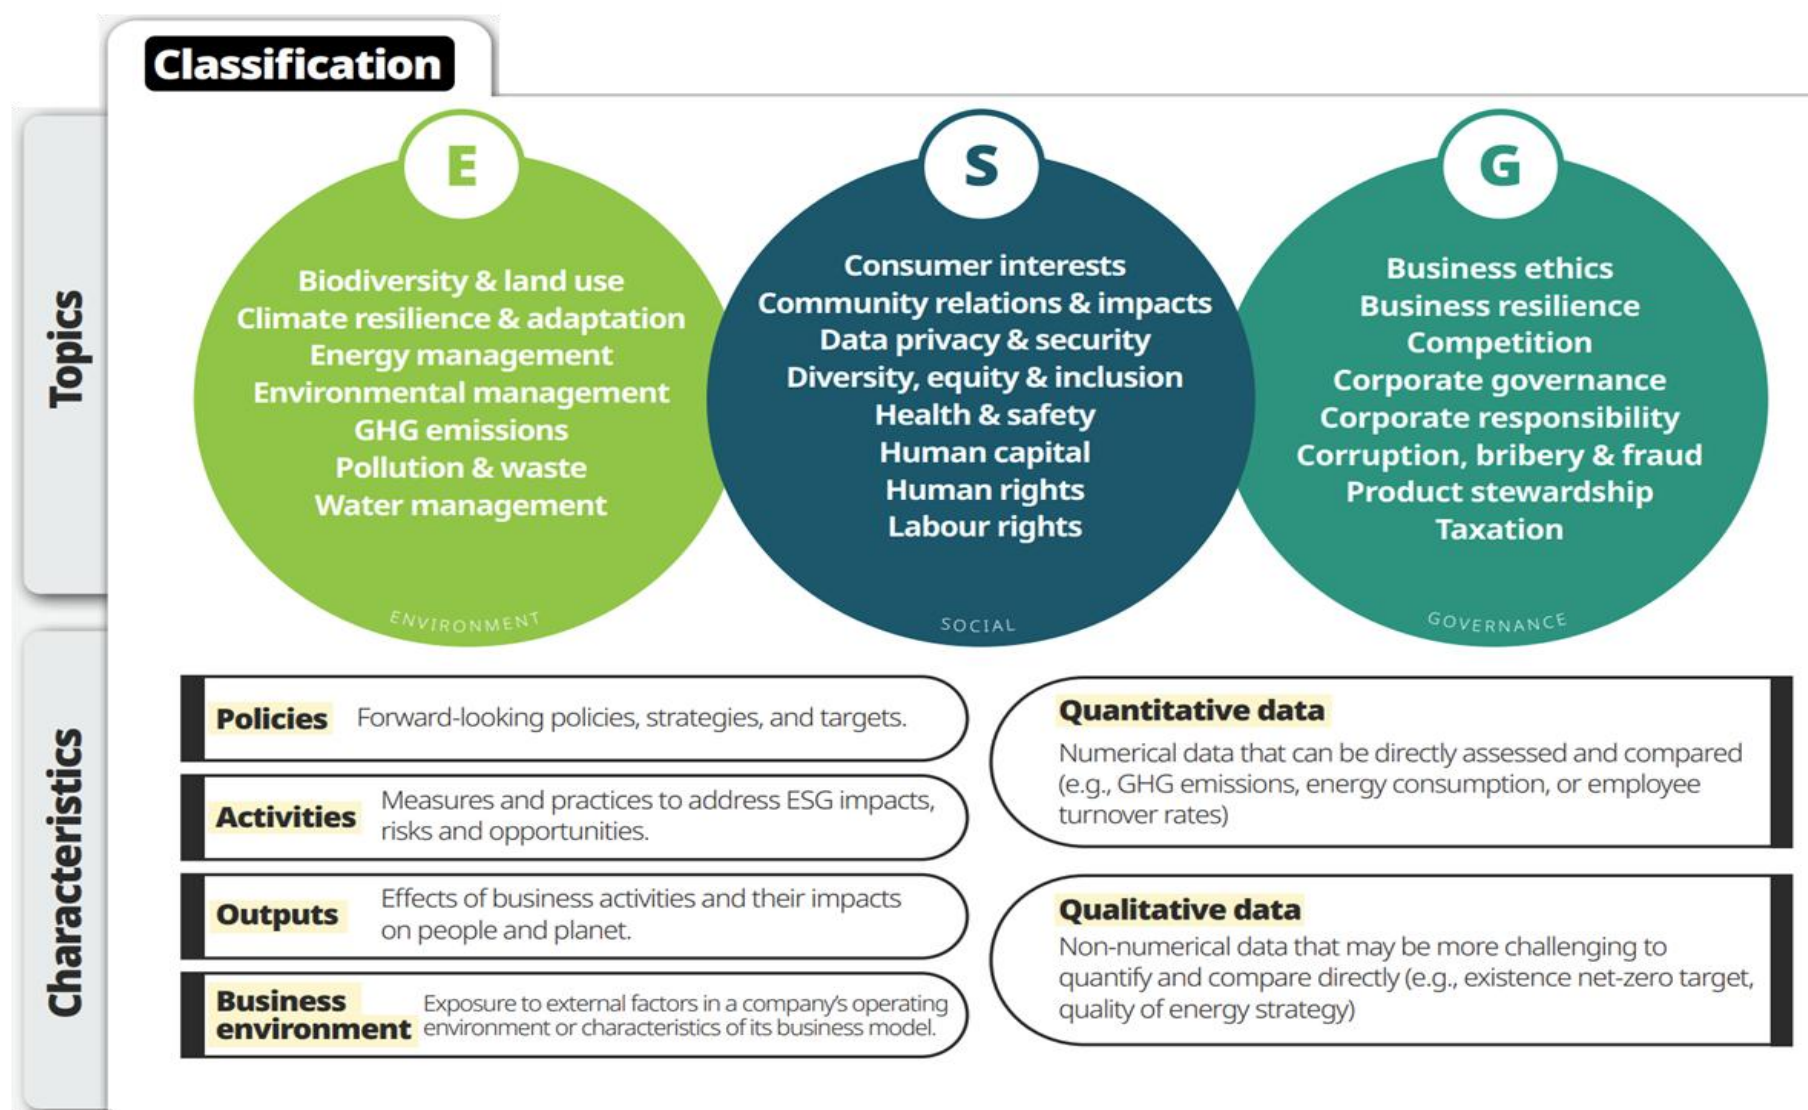 Classification
Topics
E
Biodiversity & land use
Climate resilience & adaptation
Energy management
Environmental management
GHG emissions
Pollution & waste
Water management
ENVIRONMENT
S
Consumer interests
Community relations & impacts
Data privacy & security
Diversity, equity & inclusion
Health & safety
Human capital
Human rights
Labour rights
SOCIAL
G
Business ethics
Business resilience
Competition
Corporate governance
Corporate responsibility
Corruption, bribery & fraud
Product stewardship
Taxation
GOVERNANCE
Characteristics
Policies Forward-looking policies, strategies, and targets.
Activities
Measures and practices to address ESG impacts,
risks and opportunities.
Outputs
Effects of business activities and their impacts
on people and planet.
Business
environment
Exposure to external factors in a company's operating
environment or characteristics of its business model.
Quantitative data
Numerical data that can be directly assessed and compared
(e.g., GHG emissions, energy consumption, or employee
turnover rates)
Qualitative data
Non-numerical data that may be more challenging to
quantify and compare directly (e.g., existence net-zero target,
quality of energy strategy)